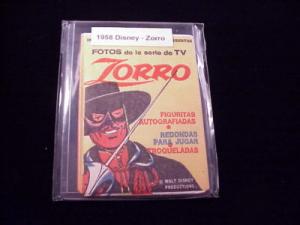 1958 Disney - Zorro
FOTOS de la serie de TV
ZORRO
FIGURITAS
AUTOGRAFIADAS
REDONDAS
PARA JUGAR
TROQUELADAS
© WALT DISNEY
PRODUCTIONS